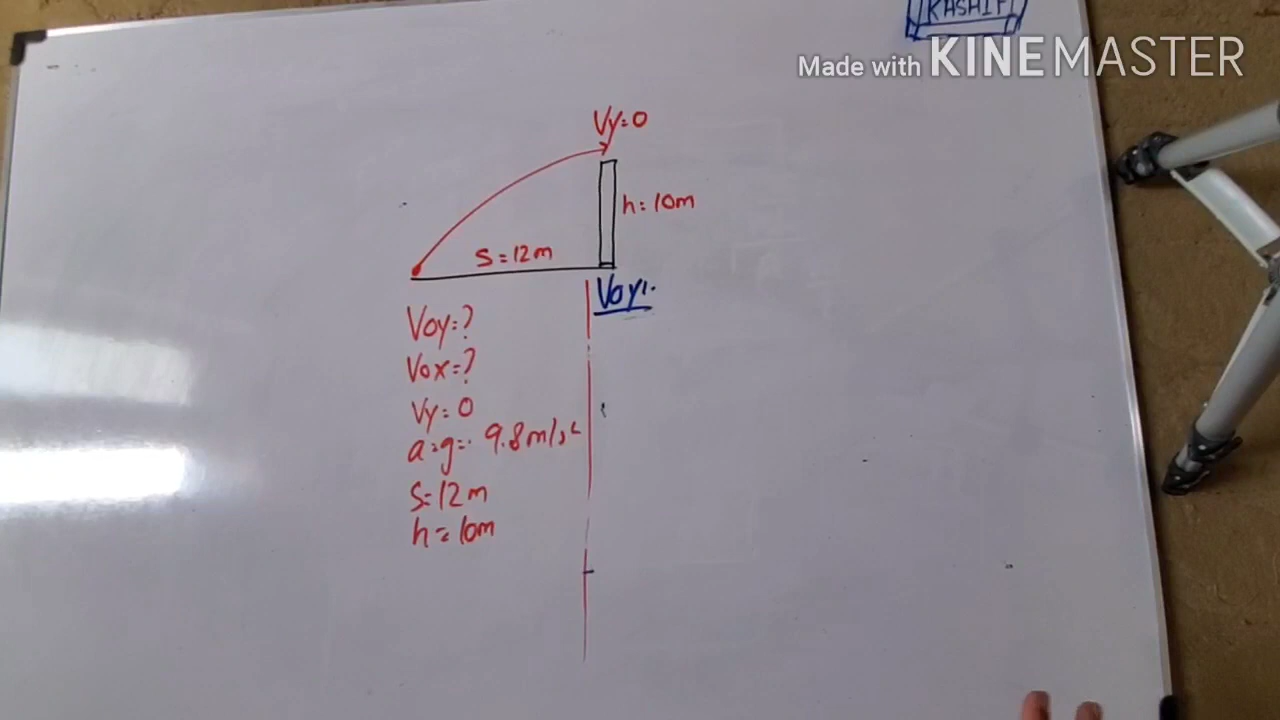 KASHIF
Made with KINEMASTER
Vy=0
h=10m
S=12m
Voy:
Voy=?
Vox=?
Vy=0
a=g=-9.8m/s²
S=12m
h=10m